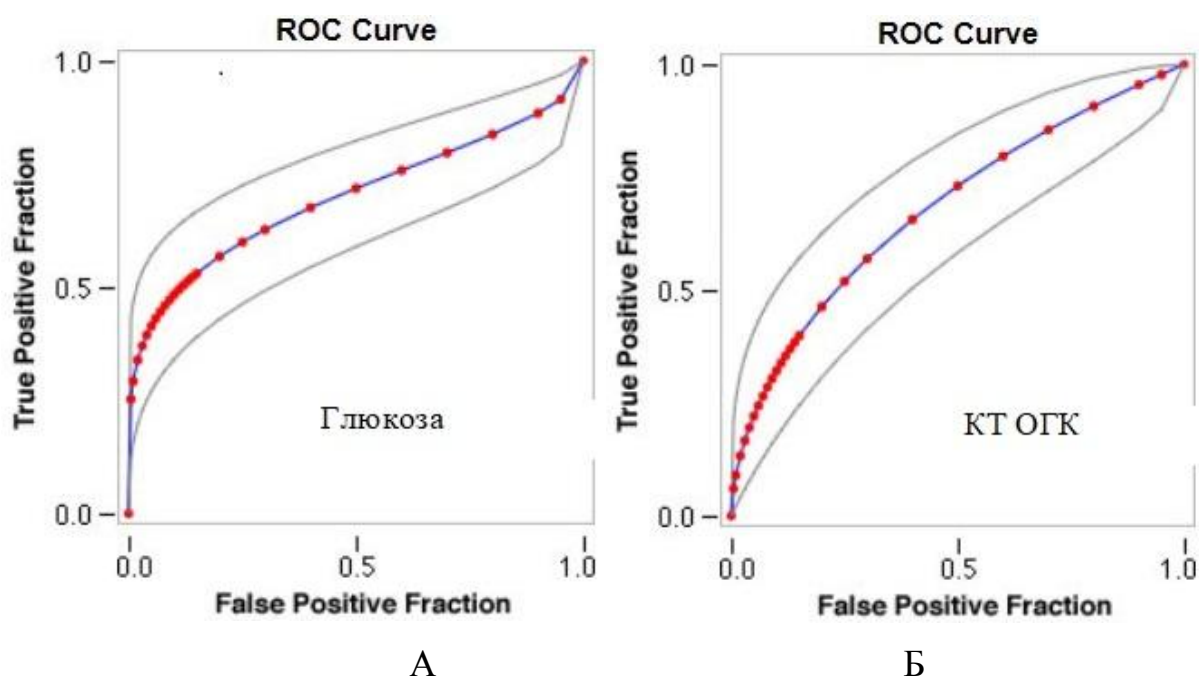 ROC Curve
1.0
0.5
0.0
True Positive Fraction
Глюкоза
0.0 0.5 1.0
False Positive Fraction
А
ROC Curve
1.0
0.5
0.0
True Positive Fraction
КТ ОГК
0.0 0.5 1.0
False Positive Fraction
Б